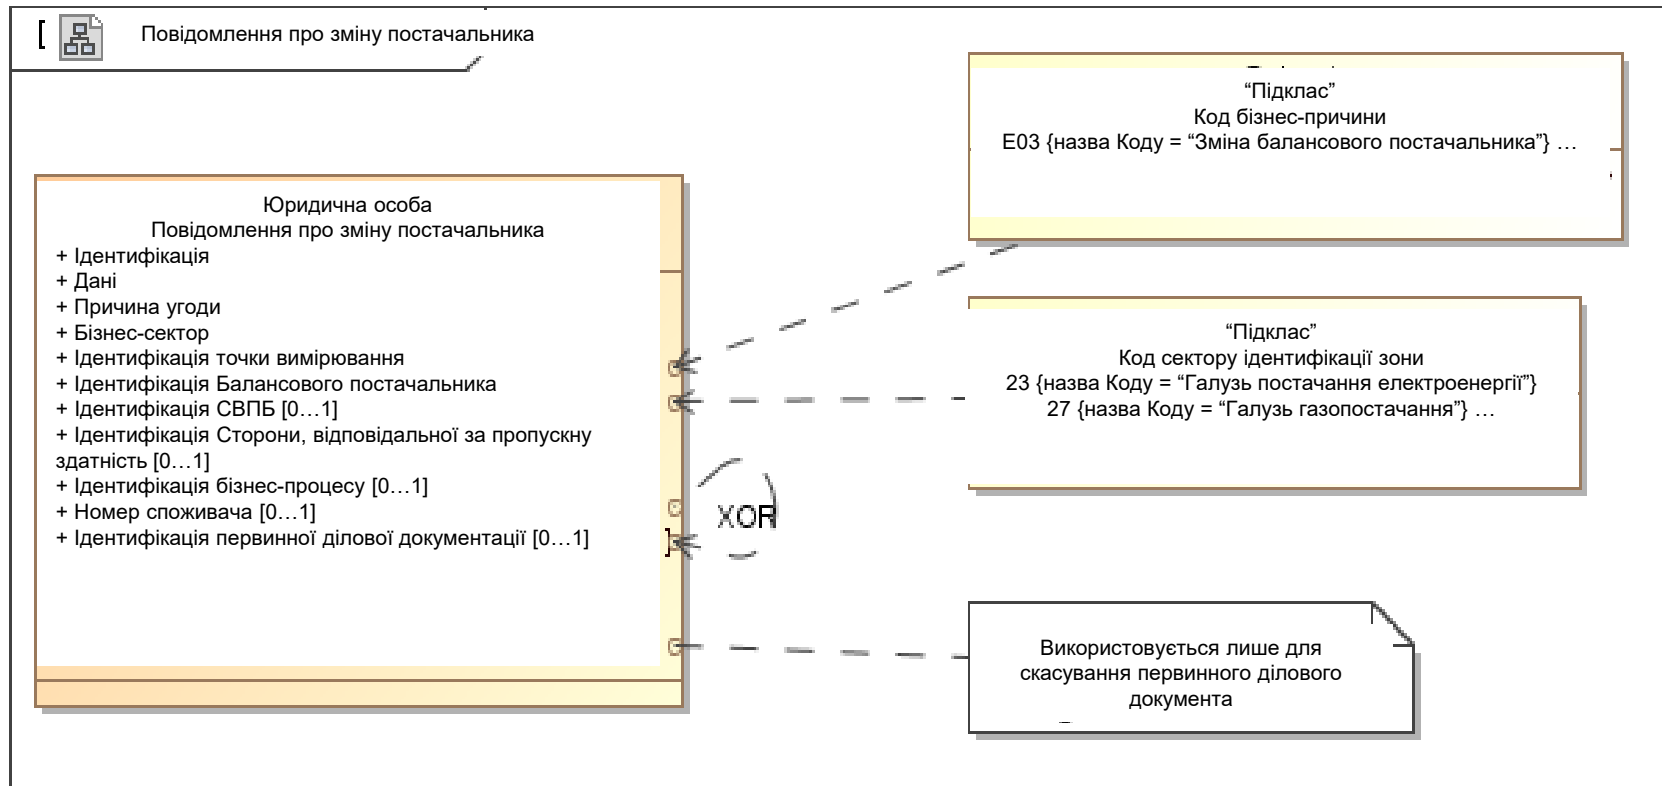 [ Повідомлення про зміну постачальника
“Підклас”
Код бізнес-причини
E03 {назва Коду = “Зміна балансового постачальника”} …
Юридична особа
Повідомлення про зміну постачальника
+ Ідентифікація
+ Дані
+ Причина угоди
+ Бізнес-сектор
+ Ідентифікація точки вимірювання
+ Ідентифікація Балансового постачальника
+ Ідентифікація СВПБ [0…1]
+ Ідентифікація Сторони, відповідальної за пропускну
здатність [0…1]
+ Ідентифікація бізнес-процесу [0…1]
+ Номер споживача [0…1]
+ Ідентифікація первинної ділової документації [0…1]
“Підклас”
Код сектору ідентифікації зони
23 {назва Коду = “Галузь постачання електроенергії”}
27 {назва Коду = “Галузь газопостачання”} …
XOR
]
Використовується лише для
скасування первинного ділового
документа